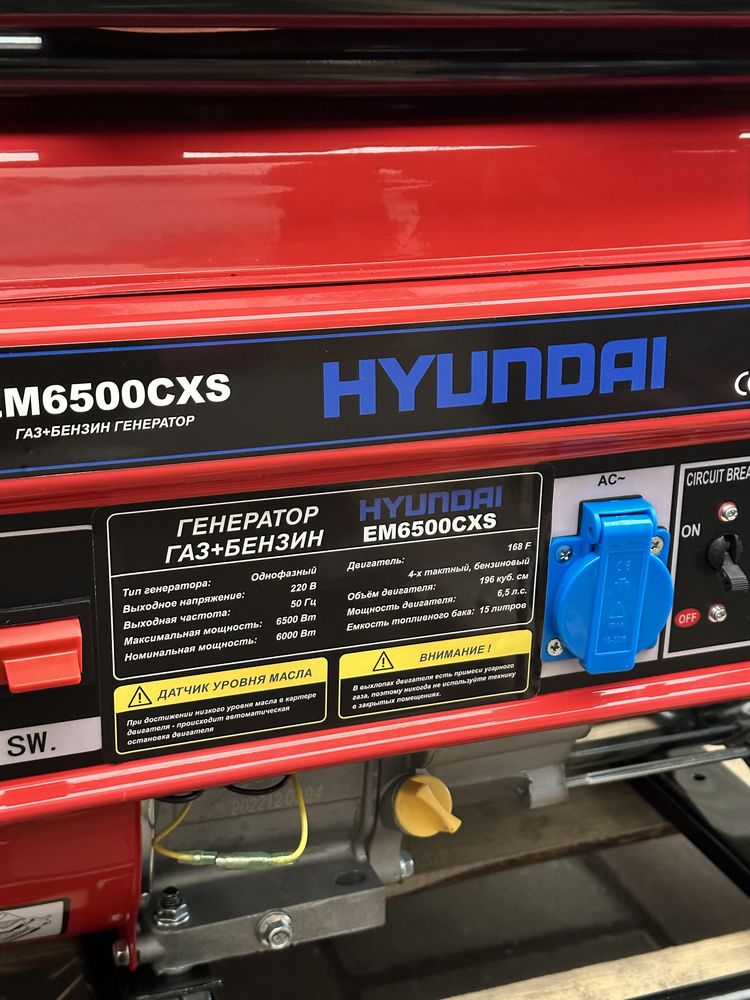 EM6500CXS
HYUNDAI
ГАЗ+БЕНЗИН ГЕНЕРАТОР
ГЕНЕРАТОР
ГАЗ+БЕНЗИН
HYUNDAI
EM6500CXS
Тип генератора: Однофазный
Выходное напряжение: 220 В
Выходная частота: 50 Гц
Максимальная мощность: 6500 Вт
Номинальная мощность: 6000 Вт
Двигатель: 168 F
4-х тактный, бензиновый
Объём двигателя: 196 куб. см
Мощность двигателя: 6,5 л.с.
Емкость топливного бака: 15 литров
ДАТЧИК УРОВНЯ МАСЛА
При достижении низкого уровня масла в картере
двигателя - происходит автоматическая
остановка двигателя
ВНИМАНИЕ !
В выхлопах двигателя есть примеси угарного
газа, поэтому никогда не используйте технику
в закрытых помещениях.
AC~
CIRCUIT BREA
ON
OFF
SW.